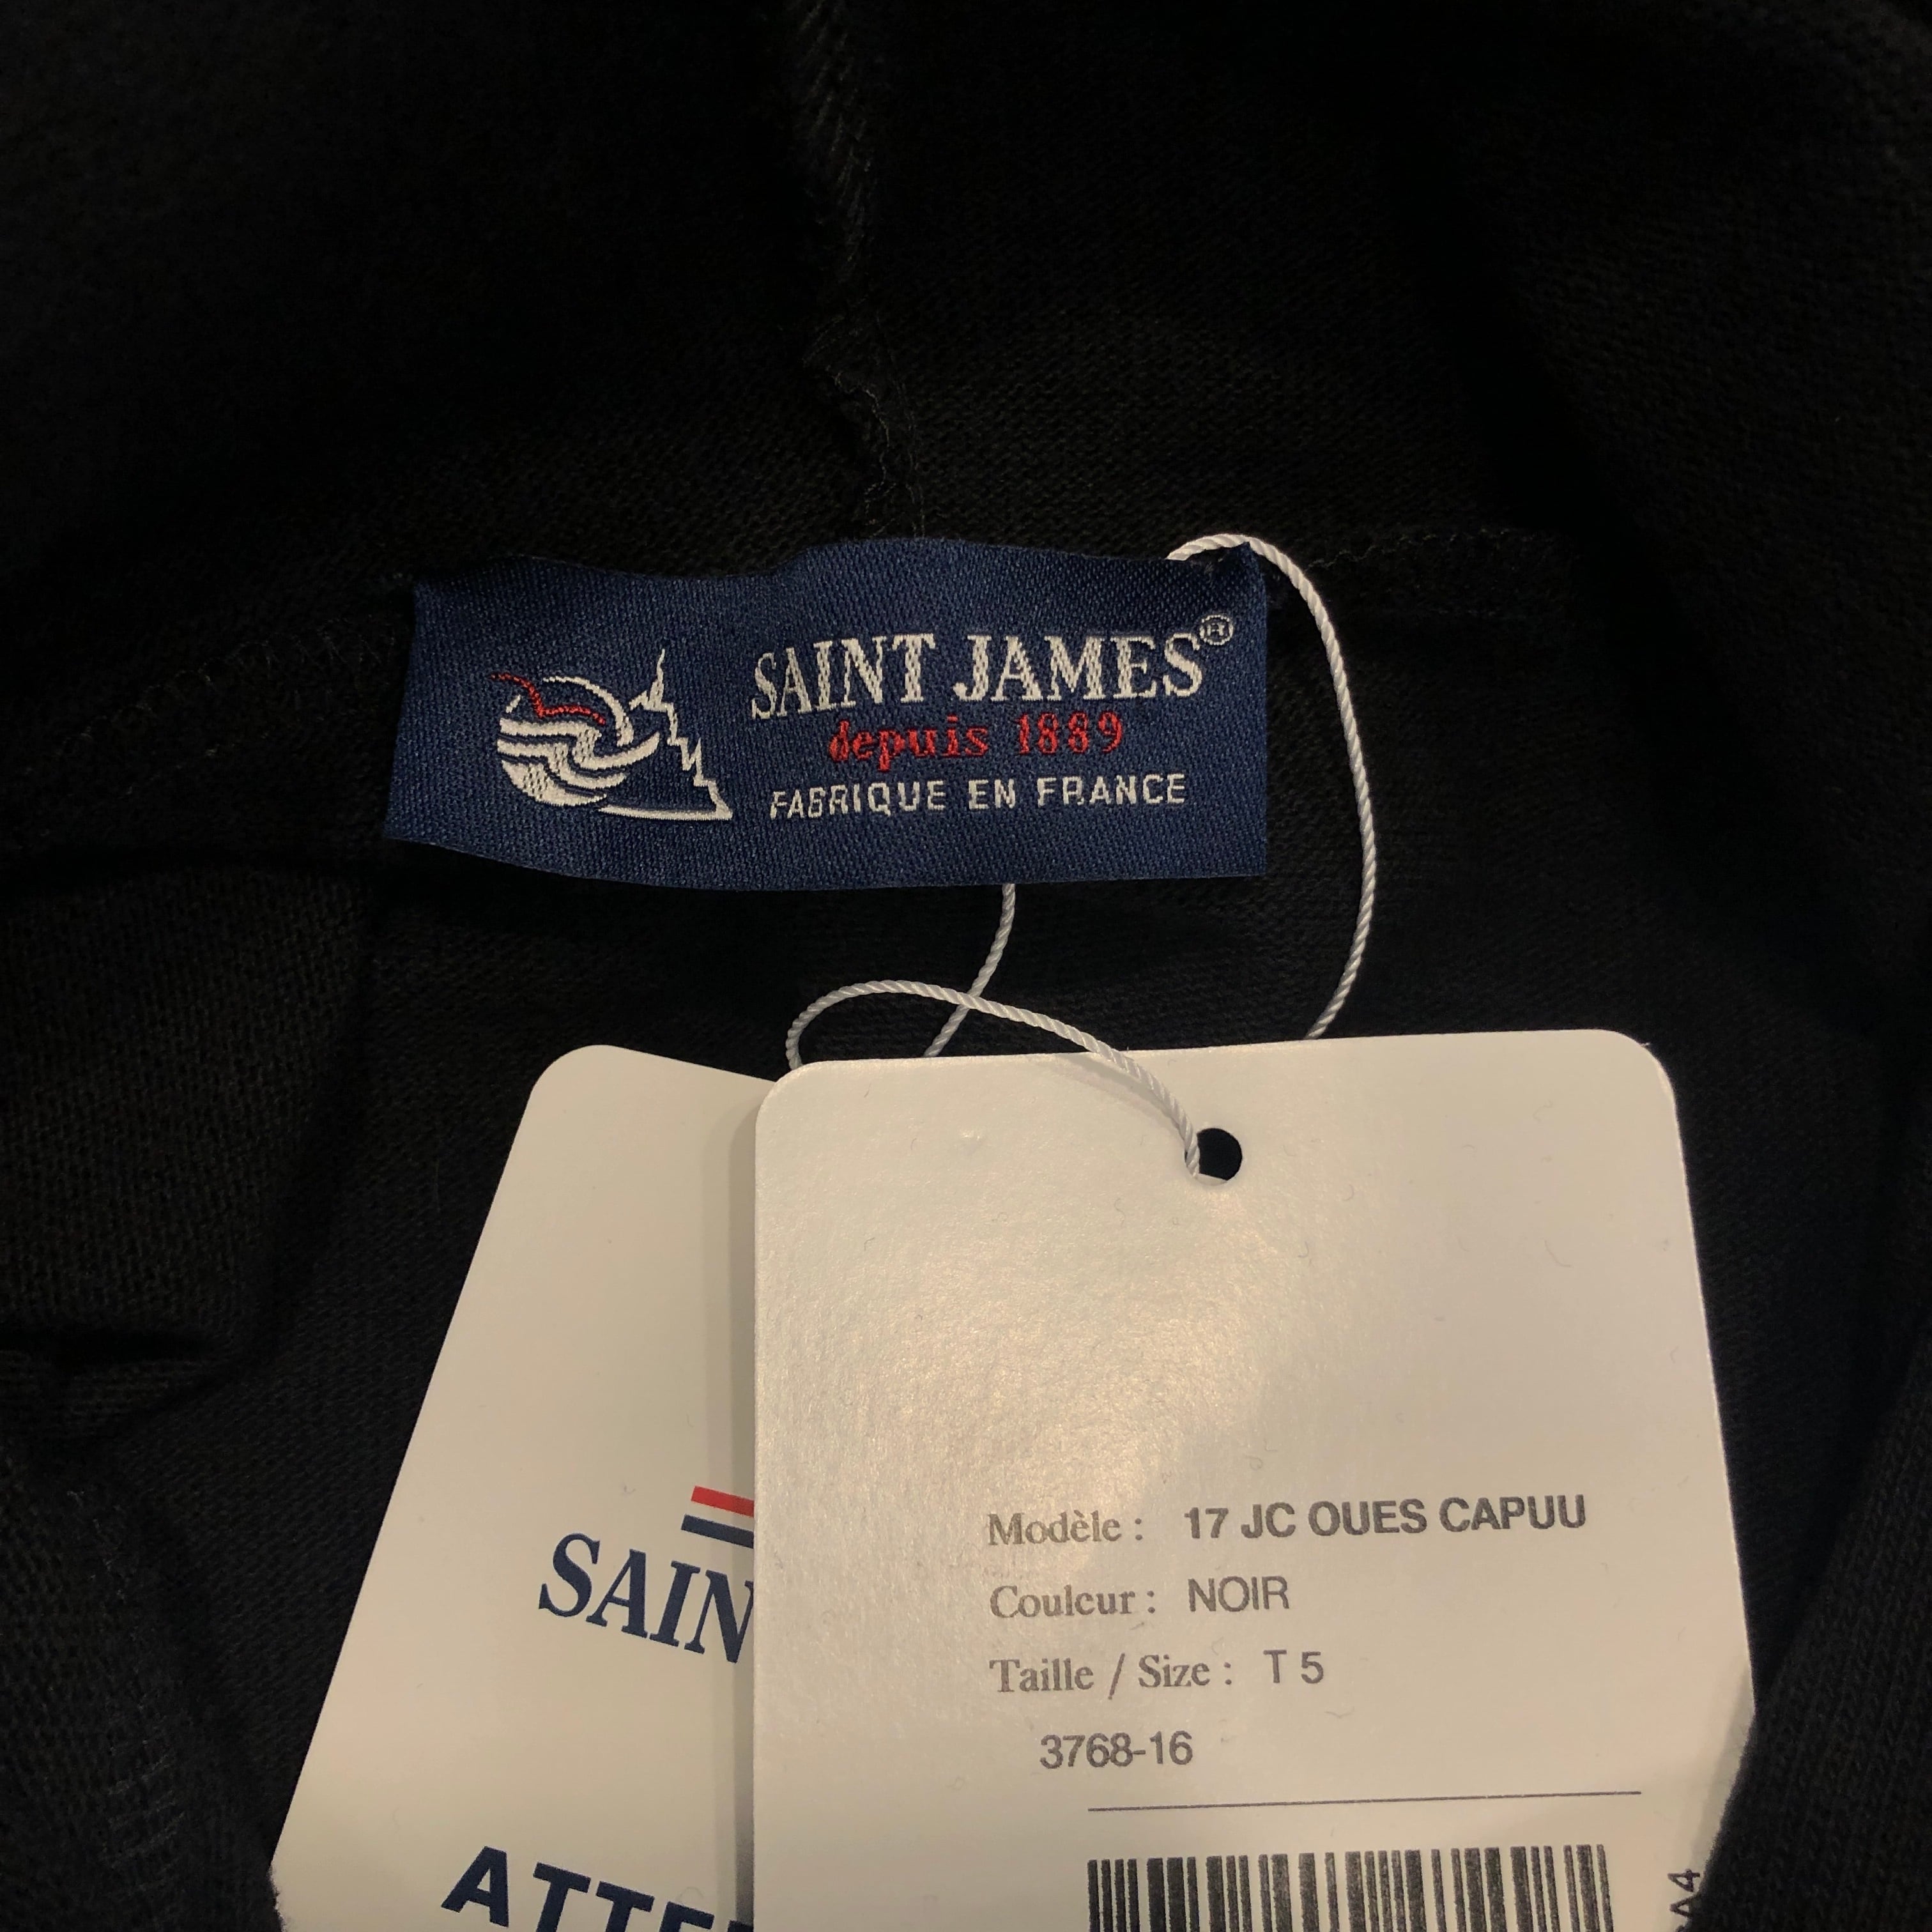 SAINT JAMES®
depuis 1889
FABRIQUE EN FRANCE
Modèle : 17 JC OUES CAPUU
Couleur : NOIR
Taille / Size : T 5
3768-16
SAIN
ATTE